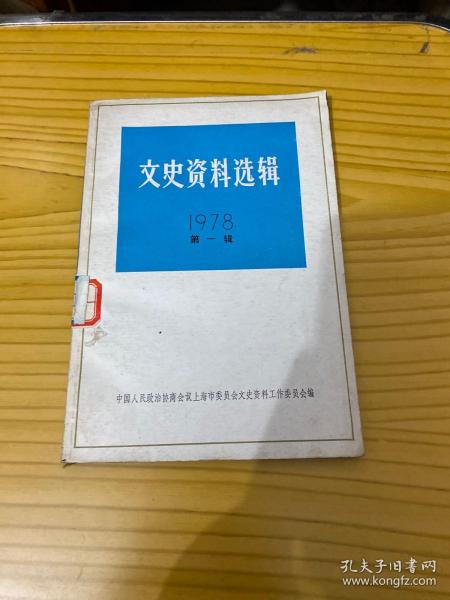 文史资料选辑
1978
第一辑
中国人民政治协商会议上海市委员会文史资料工作委员会编
孔夫子旧书网
www.kongfz.com